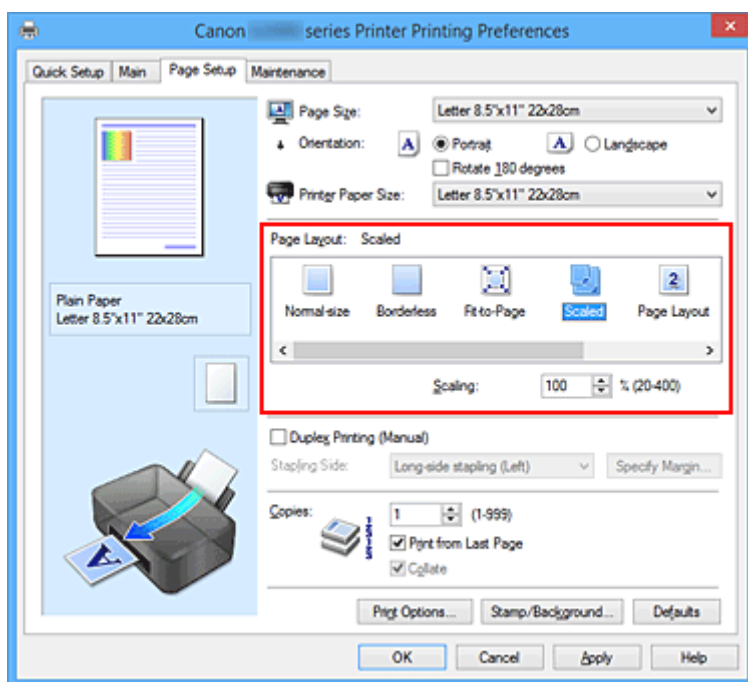 Canon series Printer Printing Preferences
Quick Setup Main Page Setup Maintenance
Page Size: Letter 8.5"x11" 22x28cm
Orientation: A Portrait A Landscape
Rotate 180 degrees
Printer Paper Size: Letter 8.5"x11" 22x28cm
Page Layout: Scaled
Normal-size Borderless Fit-to-Page Scaled 2 Page Layout
Scaling: 100 % (20-400)
Plain Paper
Letter 8.5"x11" 22x28cm
Duplex Printing (Manual)
Stapling Side: Long-side stapling (Left) Specify Margin...
Copies: 1 (1-999)
Print from Last Page
Collate
A
Print Options... Stamp/Background... Defaults
OK Cancel Apply Help